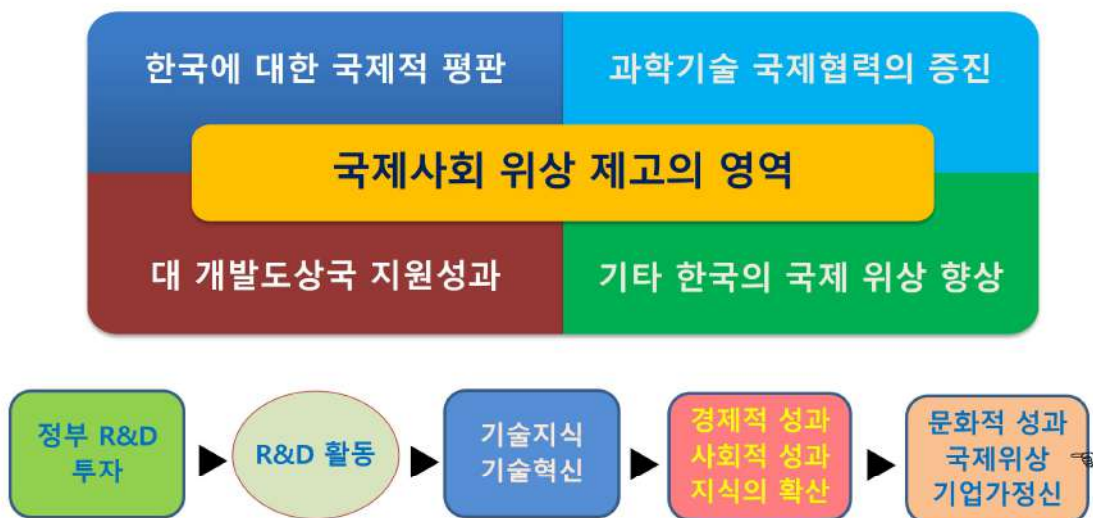 한국에 대한 국제적 평판
과학기술 국제협력의 증진
국제사회 위상 제고의 영역
대 개발도상국 지원성과
기타 한국의 국제 위상 향상
정부 R&D
투자
R&D 활동
기술지식
기술혁신
경제적 성과
사회적 성과
지식의 확산
문화적 성과
국제위상
기업가정신